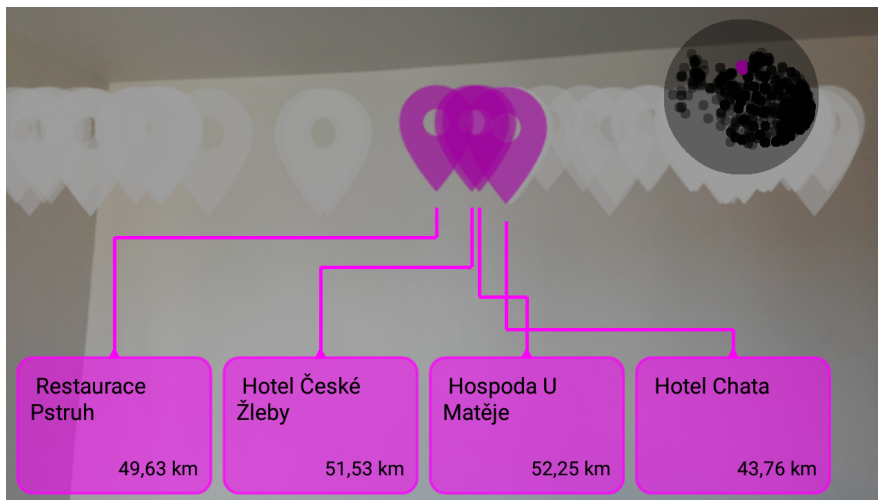 Restaurace
Pstruh
49,63 km
Hotel České
Žleby
51,53 km
Hospoda U
Matěje
52,25 km
Hotel Chata
43,76 km